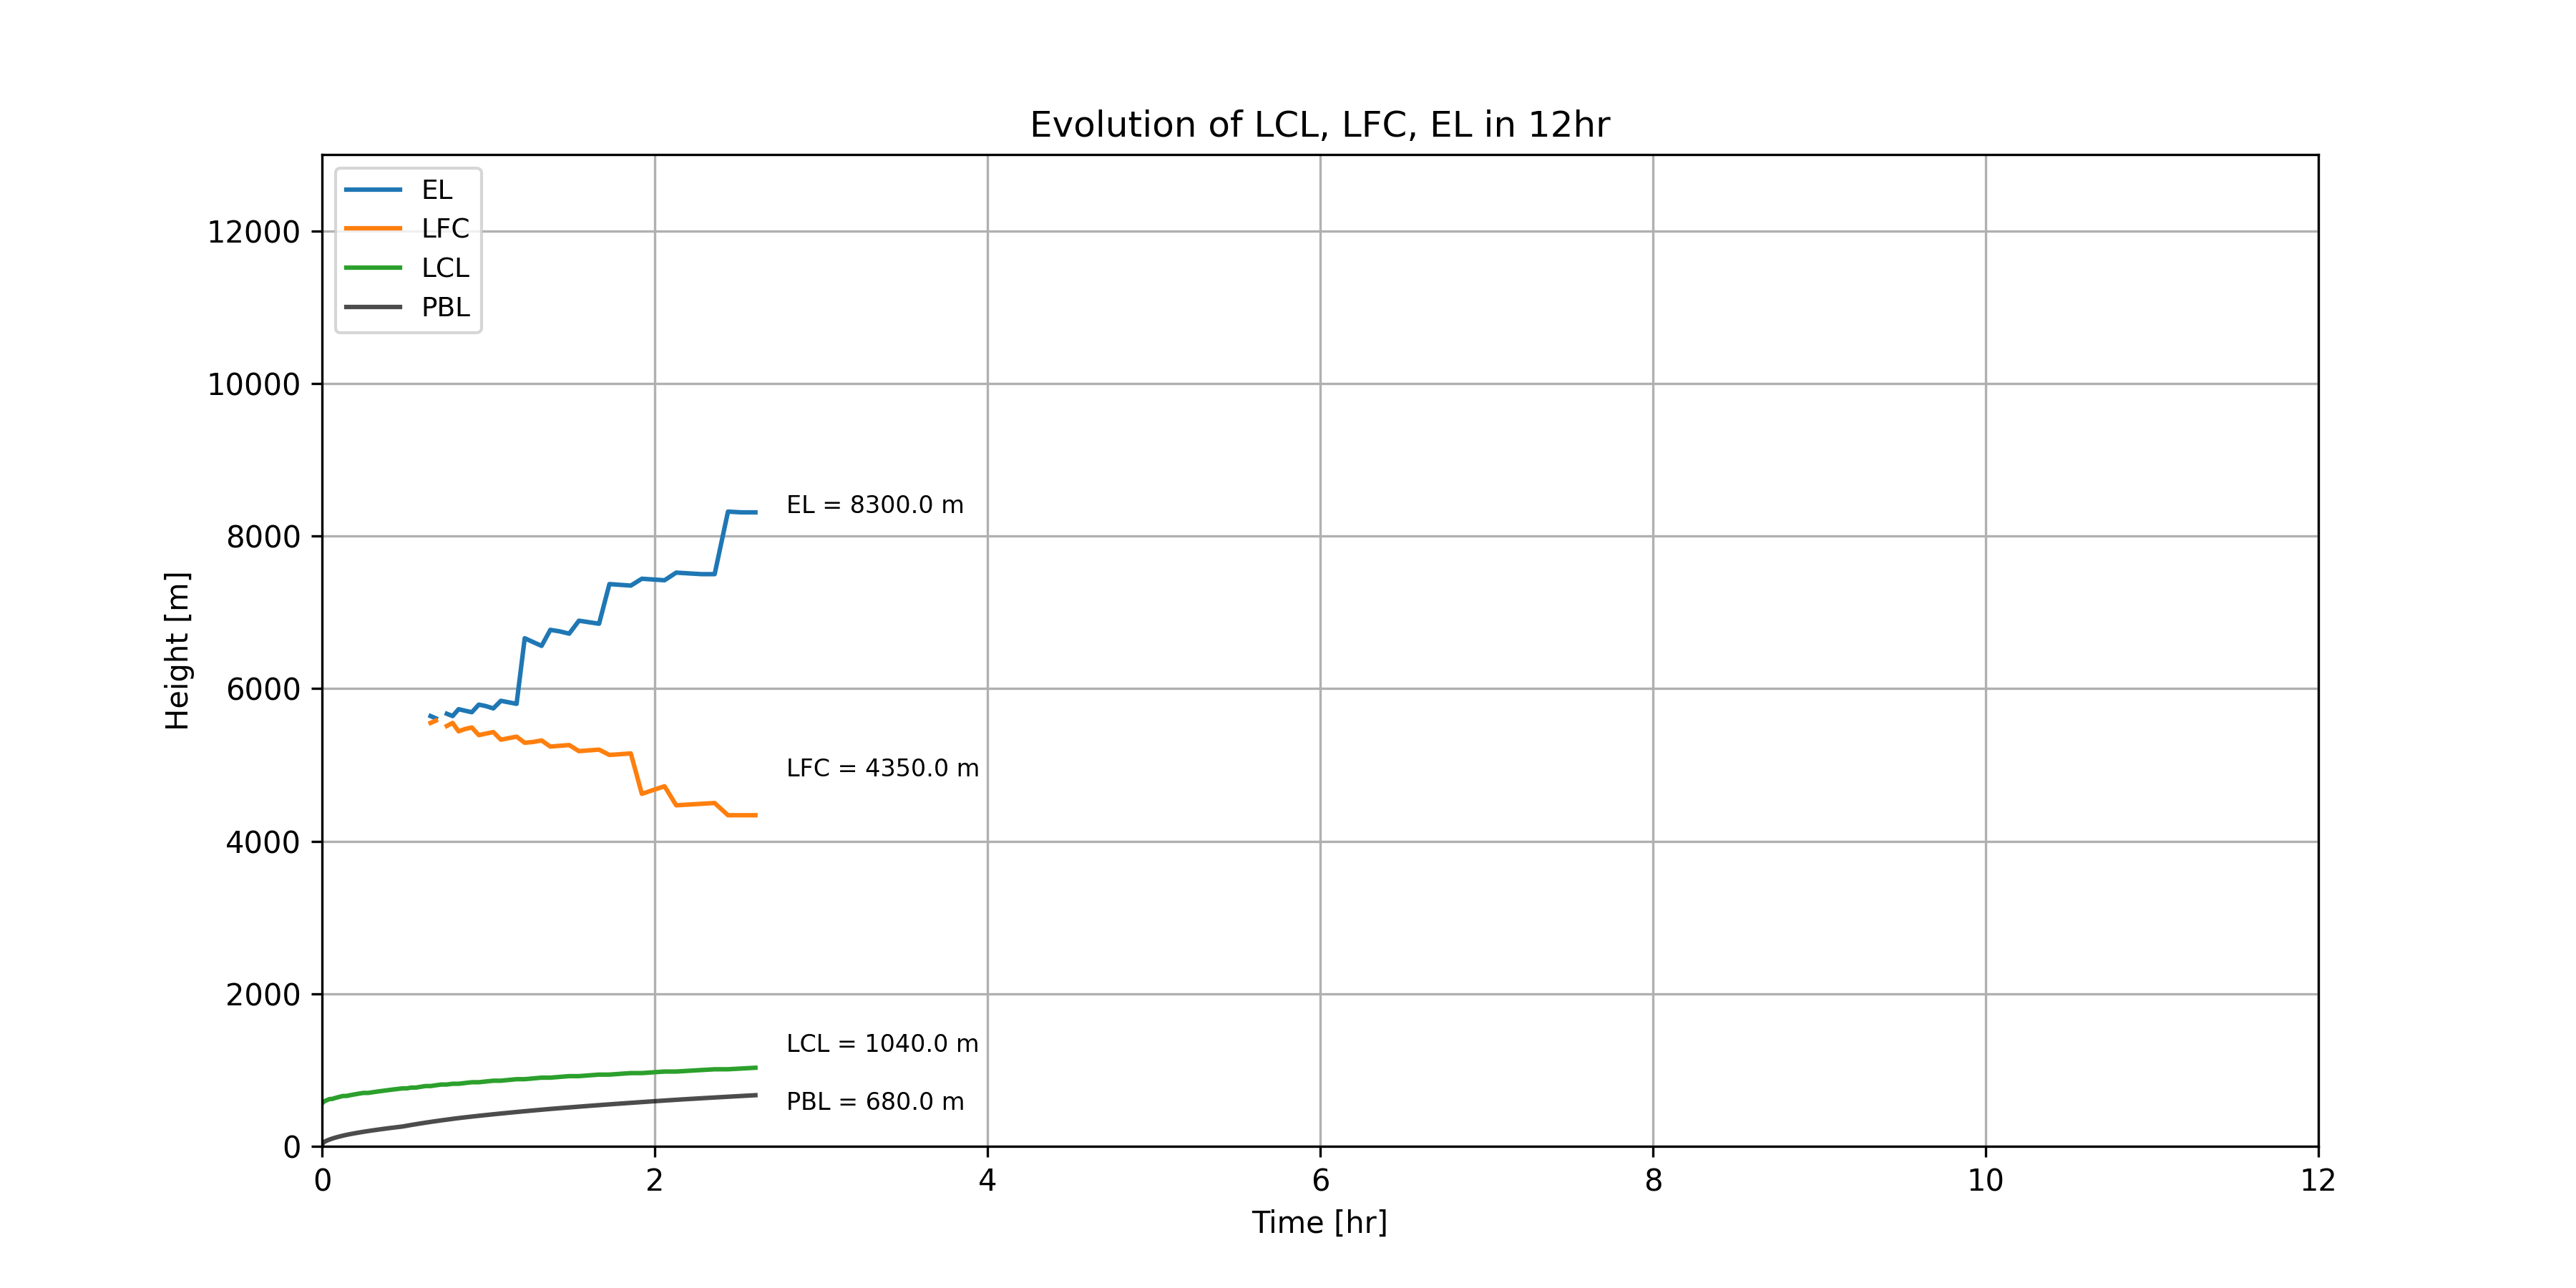 Evolution of LCL, LFC, EL in 12hr
EL
LFC
LCL
PBL
12000
10000
8000
6000
4000
2000
0
Height [m]
EL = 8300.0 m
LFC = 4350.0 m
LCL = 1040.0 m
PBL = 680.0 m
0 2 4 6 8 10 12
Time [hr]